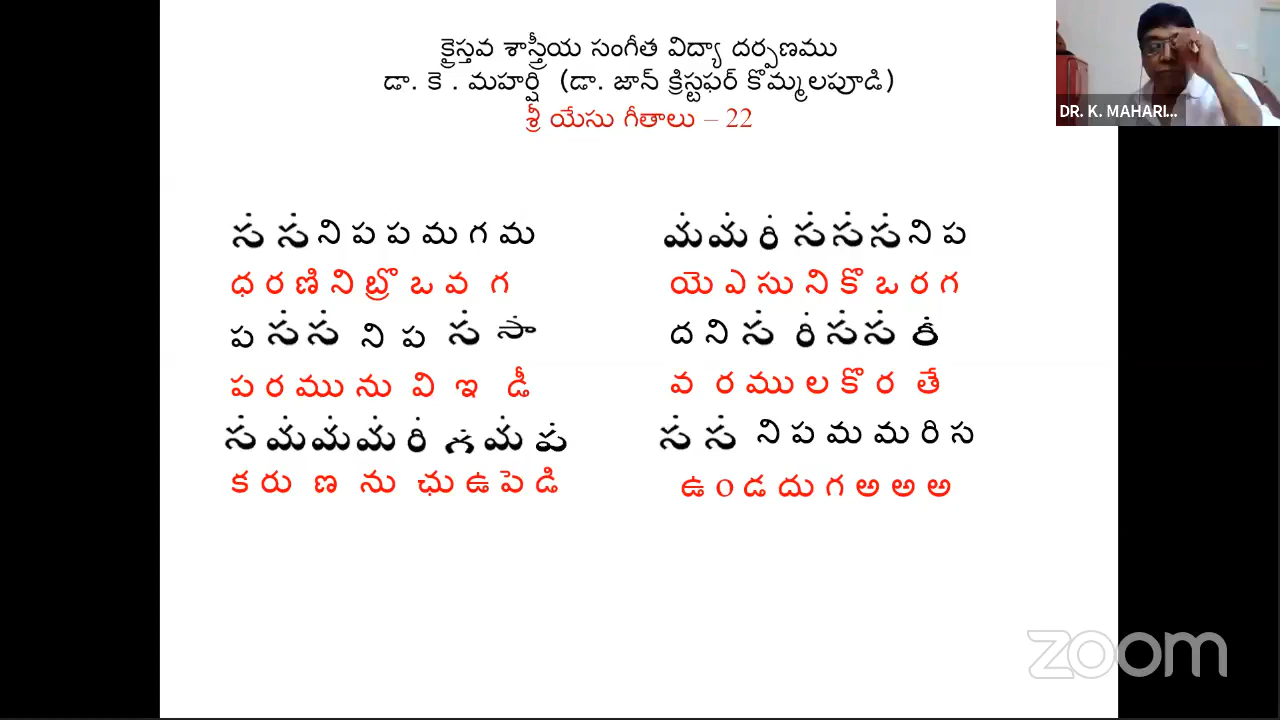 క్రైస్తవ శాస్త్రీయ సంగీత విద్యా దర్పణము
డా. కె . మహర్షి (డా. జాన్ క్రిస్టఫర్ కొమ్మలపూడి)
శ్రీ యేసు గీతాలు – 22
DR. K. MAHARI...
స̇ స̇ ని ప ప మ గ మ మ̇ మ̇ రి̇ స̇ స̇ స̇ ని ప
ధ ర ణి ని బ్రొ ఒ వ గ యె ఎ సు ని కొ ఒ ర గ
ప స̇ స̇ ని ప స̇ సా̇ ద ని స̇ రి̇ స̇ స̇ రీ̇
ప ర ము ను వి ఇ డీ వ ర ము ల కొ ర తే
స̇ మ̇ మ̇ మ̇ రి̇ గ̇ మ̇ ప̇ స̇ స̇ ని ప మ మ రి స
క రు ణ ను ఛు ఉ పె డి ఉ ం డ దు గ అ అ అ
zoom